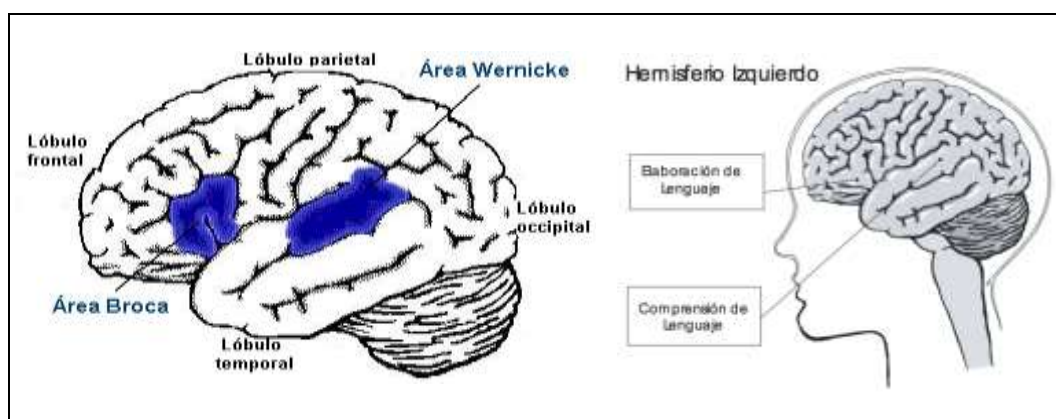 Lóbulo parietal
Área Wernicke
Lóbulo
frontal
Lóbulo
occipital
Área Broca
Lóbulo
temporal
Hemisferio Izquierdo
Elaboración de
Lenguaje
Comprensión de
Lenguaje